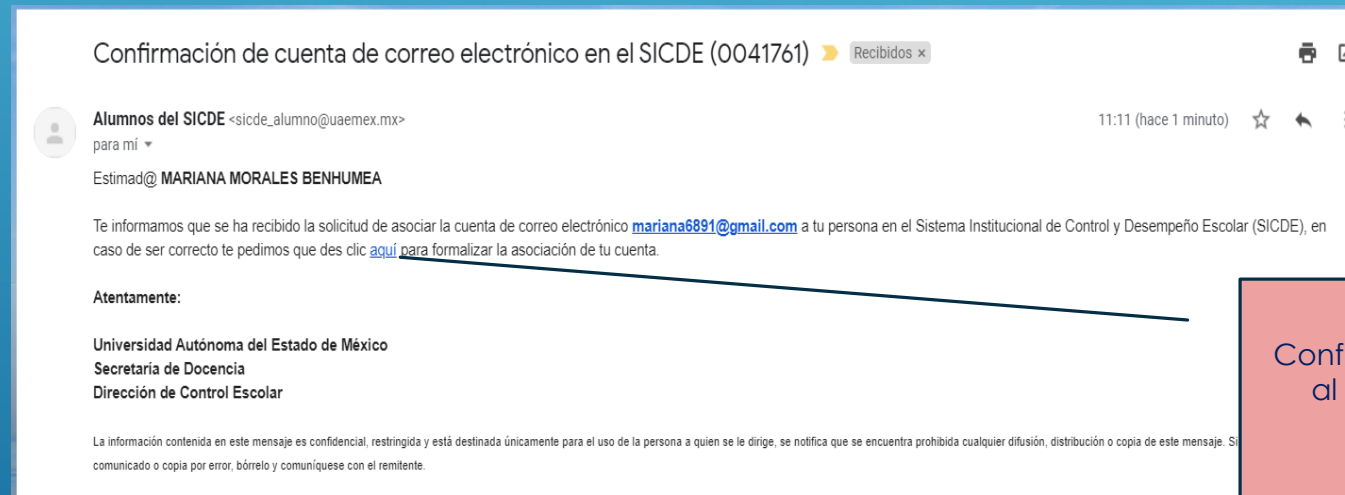 Confirmación de cuenta de correo electrónico en el SICDE (0041761) Recibidos ×
Alumnos del SICDE <sicde_alumno@uaemex.mx> 11:11 (hace 1 minuto)
para mí
Estimad@ MARIANA MORALES BENHUMEA
Te informamos que se ha recibido la solicitud de asociar la cuenta de correo electrónico mariana6891@gmail.com a tu persona en el Sistema Institucional de Control y Desempeño Escolar (SICDE), en
caso de ser correcto te pedimos que des clic aquí para formalizar la asociación de tu cuenta.
Atentamente:
Universidad Autónoma del Estado de México
Secretaría de Docencia
Dirección de Control Escolar
Conf
al
La información contenida en este mensaje es confidencial, restringida y está destinada únicamente para el uso de la persona a quien se le dirige, se notifica que se encuentra prohibida cualquier difusión, distribución o copia de este mensaje. Si
comunicado o copia por error, bórrelo y comuníquese con el remitente.